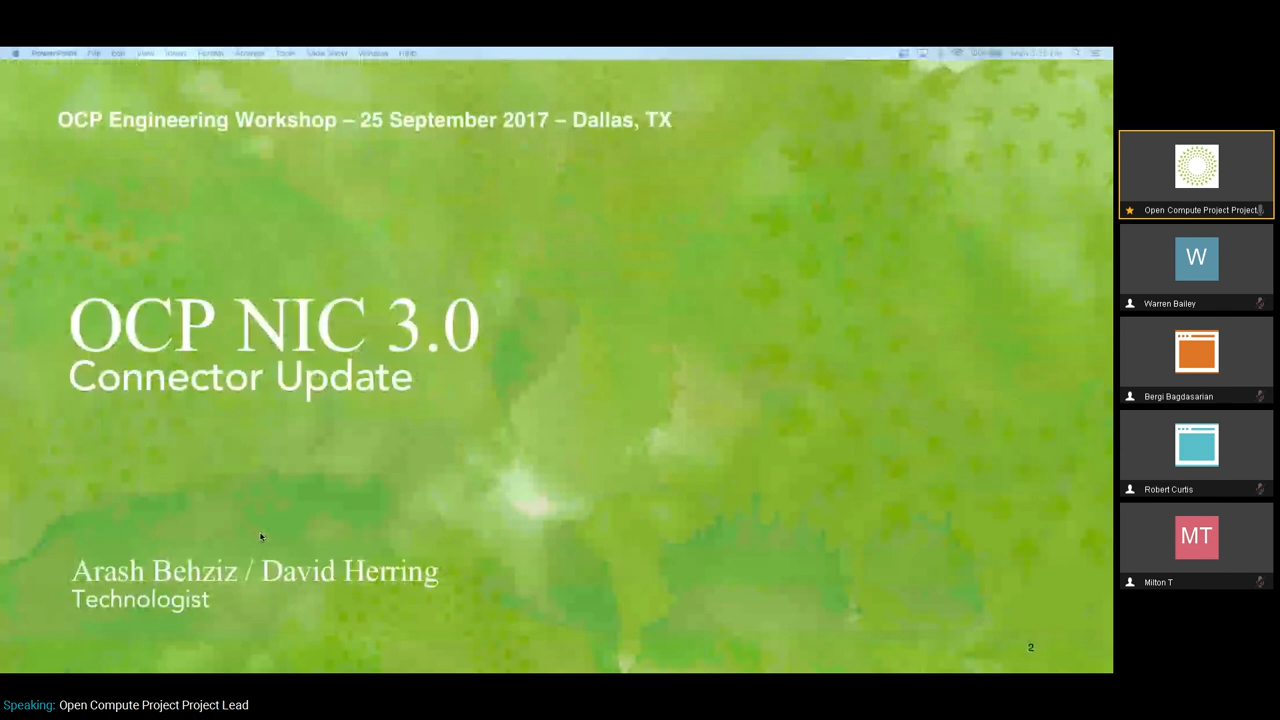 OCP Engineering Workshop – 25 September 2017 – Dallas, TX
OCP NIC 3.0
Connector Update
Arash Behziz / David Herring
Technologist
2
Open Compute Project Project
W
Warren Bailey
Bergi Bagdasarian
Robert Curtis
MT
Milton T
Speaking: Open Compute Project Project Lead